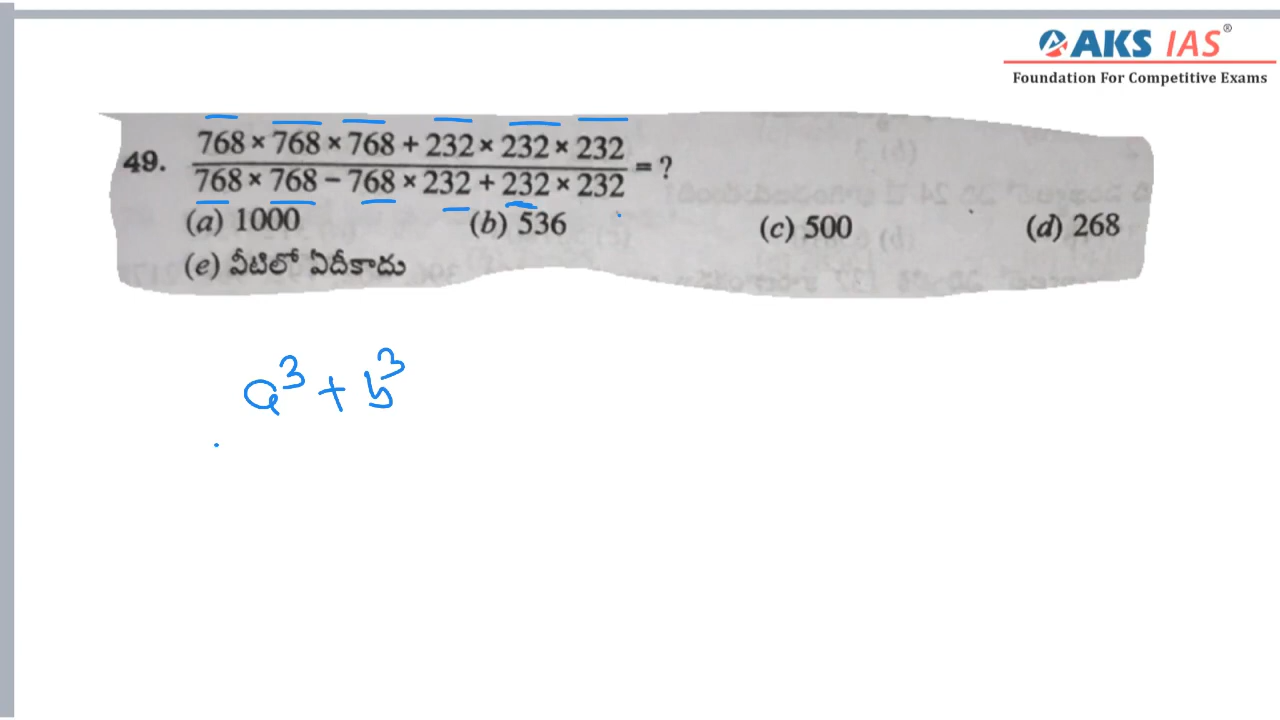 AKS IAS®
Foundation For Competitive Exams
49. 768 × 768 × 768 + 232 × 232 × 232
768 × 768 − 768 × 232 + 232 × 232 = ?
(a) 1000 (b) 536 (c) 500 (d) 268
(e) వీటిలో ఏదీకాదు
a³ + b³